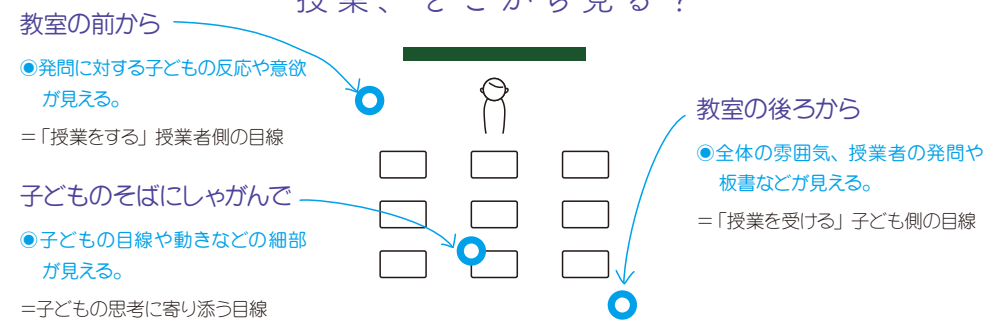 授業、どこから見る？
教室の前から
◉発問に対する子どもの反応や意欲
が見える。
＝「授業をする」授業者側の目線
子どものそばにしゃがんで
◉子どもの目線や動きなどの細部
が見える。
＝子どもの思考に寄り添う目線
教室の後ろから
◉全体の雰囲気、授業者の発問や
板書などが見える。
＝「授業を受ける」子ども側の目線